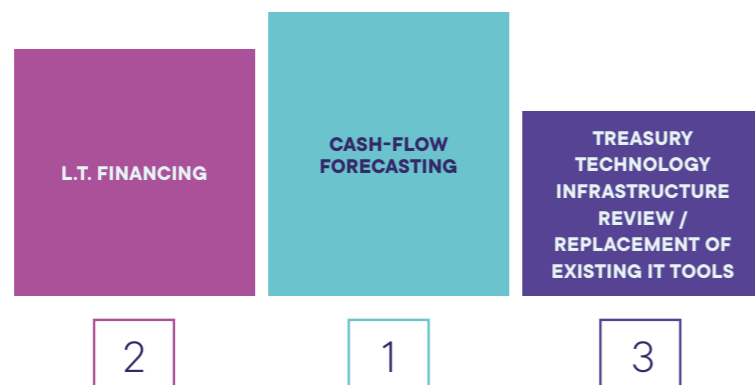 L.T. FINANCING
CASH-FLOW
FORECASTING
TREASURY
TECHNOLOGY
INFRASTRUCTURE
REVIEW /
REPLACEMENT OF
EXISTING IT TOOLS
2
1
3